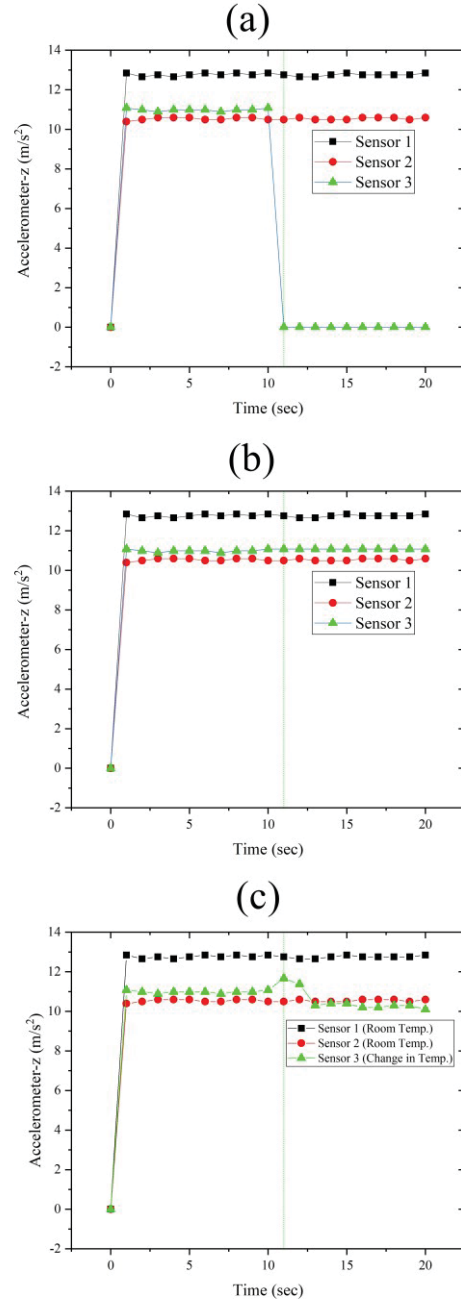 (a)
14
12
10
8
6
4
2
0
-2
Accelerometer-z (m/s²)
Sensor 1
Sensor 2
Sensor 3
0 5 10 15 20
Time (sec)
(b)
14
12
10
8
6
4
2
0
-2
Accelerometer-z (m/s²)
Sensor 1
Sensor 2
Sensor 3
0 5 10 15 20
Time (sec)
(c)
14
12
10
8
6
4
2
0
-2
Accelerometer-z (m/s²)
Sensor 1 (Room Temp.)
Sensor 2 (Room Temp.)
Sensor 3 (Change in Temp.)
0 5 10 15 20
Time (sec)